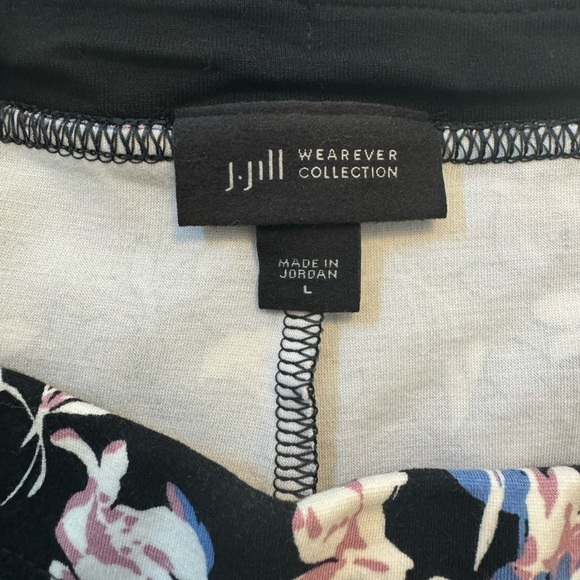 J.Jill WEAREVER
COLLECTION
MADE IN
JORDAN
L